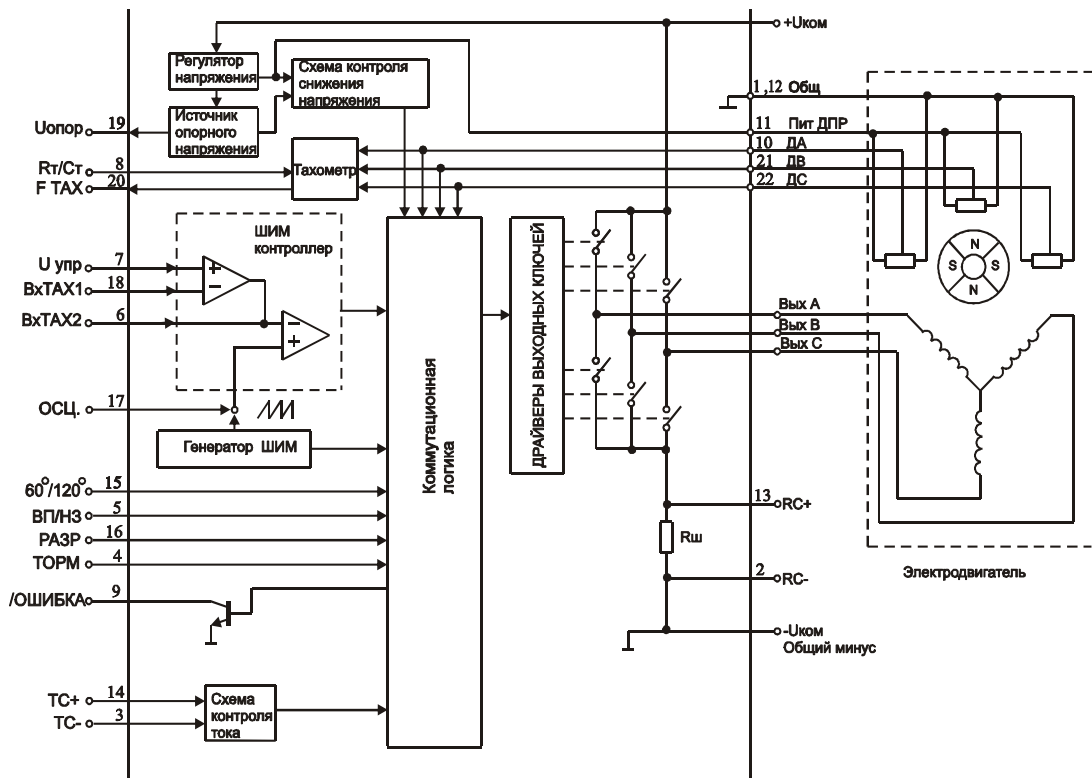 +Uком
Регулятор
напряжения
Схема контроля
снижения
напряжения
1 ,12 Общ
Источник
опорного
напряжения
Uопор 19
11 Пит ДПР
10 ДА
Rт/Ст 8
Тахометр
21 ДВ
F ТАХ 20
22 ДС
ШИМ
контроллер
U упр 7
+
−
ВхТАХ1 18
ВхТАХ2 6
−
+
N
S
S
N
Вых А
Вых В
Вых С
ОСЦ. 17
Генератор ШИМ
Коммутационная
логика
ДРАЙВЕРЫ ВЫХОДНЫХ КЛЮЧЕЙ
60°/120° 15
13 RC+
ВП/НЗ 5
РАЗР 16
Rш
ТОРМ 4
2 RC-
Электродвигатель
/ОШИБКА 9
-Uком
Общий минус
ТС+ 14
ТС- 3
Схема
контроля
тока